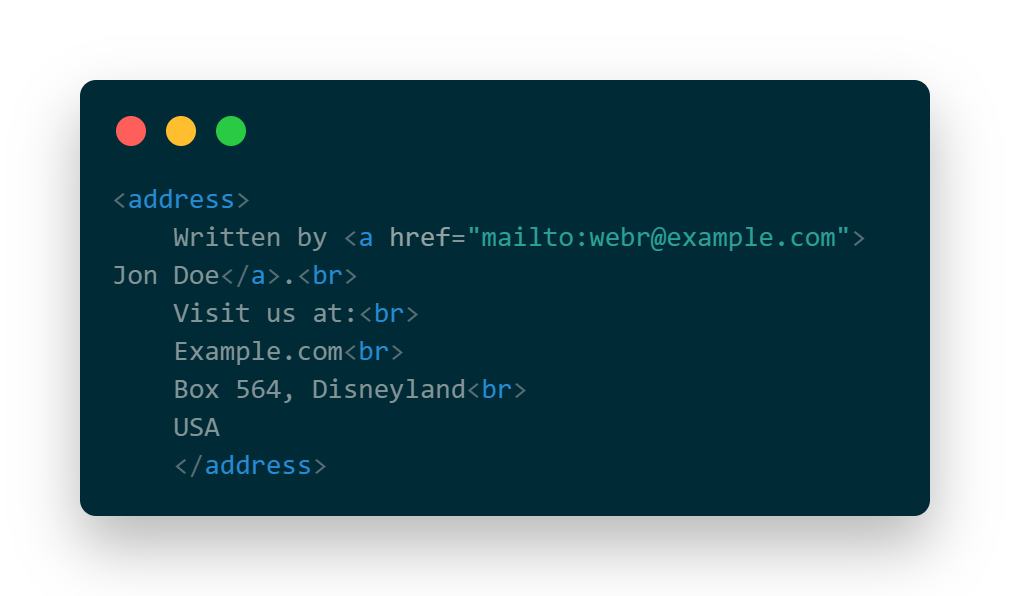 <address>
    Written by <a href="mailto:webr@example.com">
Jon Doe</a>.<br>
    Visit us at:<br>
    Example.com<br>
    Box 564, Disneyland<br>
    USA
    </address>